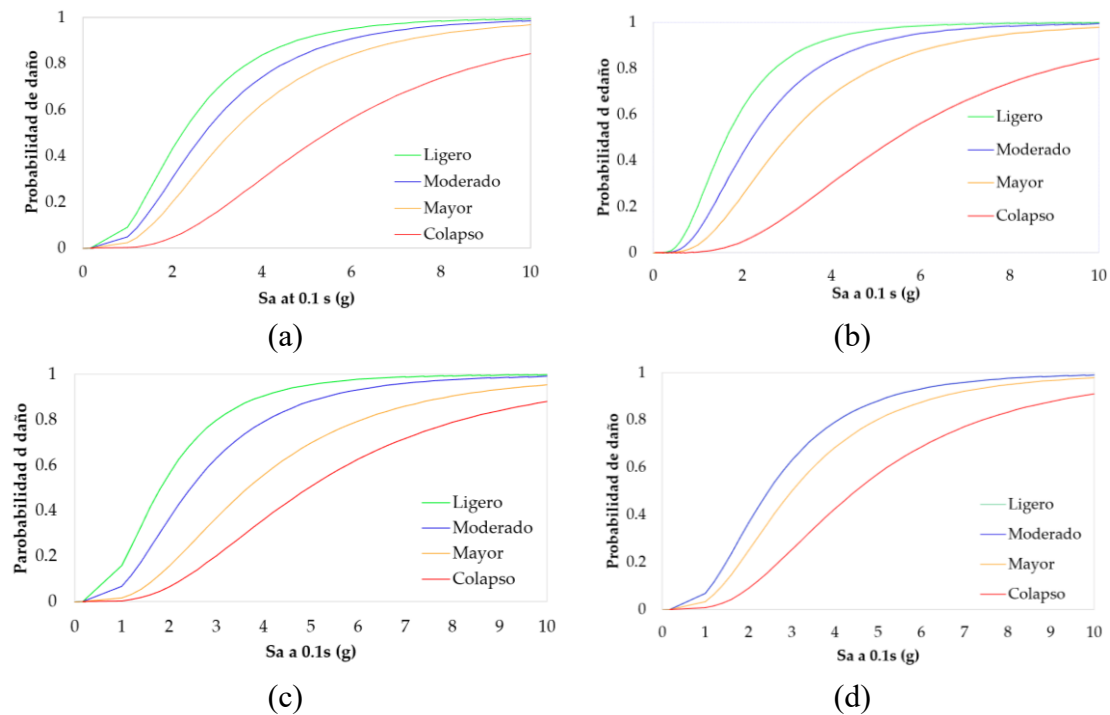 Probabilidad de daño
1
0.8
0.6
0.4
0.2
0
Ligero
Moderado
Mayor
Colapso
0 2 4 6 8 10
Sa at 0.1 s (g)
(a)
Probabilidad d edaño
1
0.8
0.6
0.4
0.2
0
Ligero
Moderado
Mayor
Colapso
0 2 4 6 8 10
Sa a 0.1 s (g)
(b)
Parobabilidad d daño
1
0.8
0.6
0.4
0.2
0
Ligero
Moderado
Mayor
Colapso
0 1 2 3 4 5 6 7 8 9 10
Sa a 0.1s (g)
(c)
Probabilidad de daño
1
0.8
0.6
0.4
0.2
0
Ligero
Moderado
Mayor
Colapso
0 1 2 3 4 5 6 7 8 9 10
Sa a 0.1s (g)
(d)